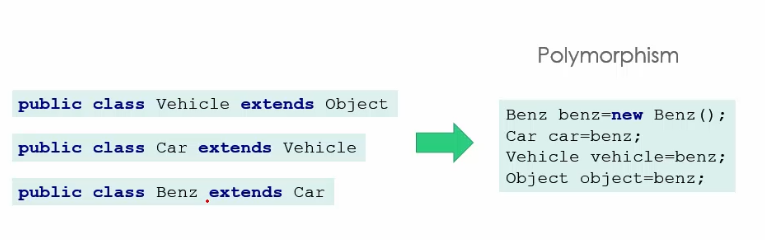 Polymorphism
public class Vehicle extends Object
public class Car extends Vehicle
public class Benz extends Car
Benz benz=new Benz();
Car car=benz;
Vehicle vehicle=benz;
Object object=benz;